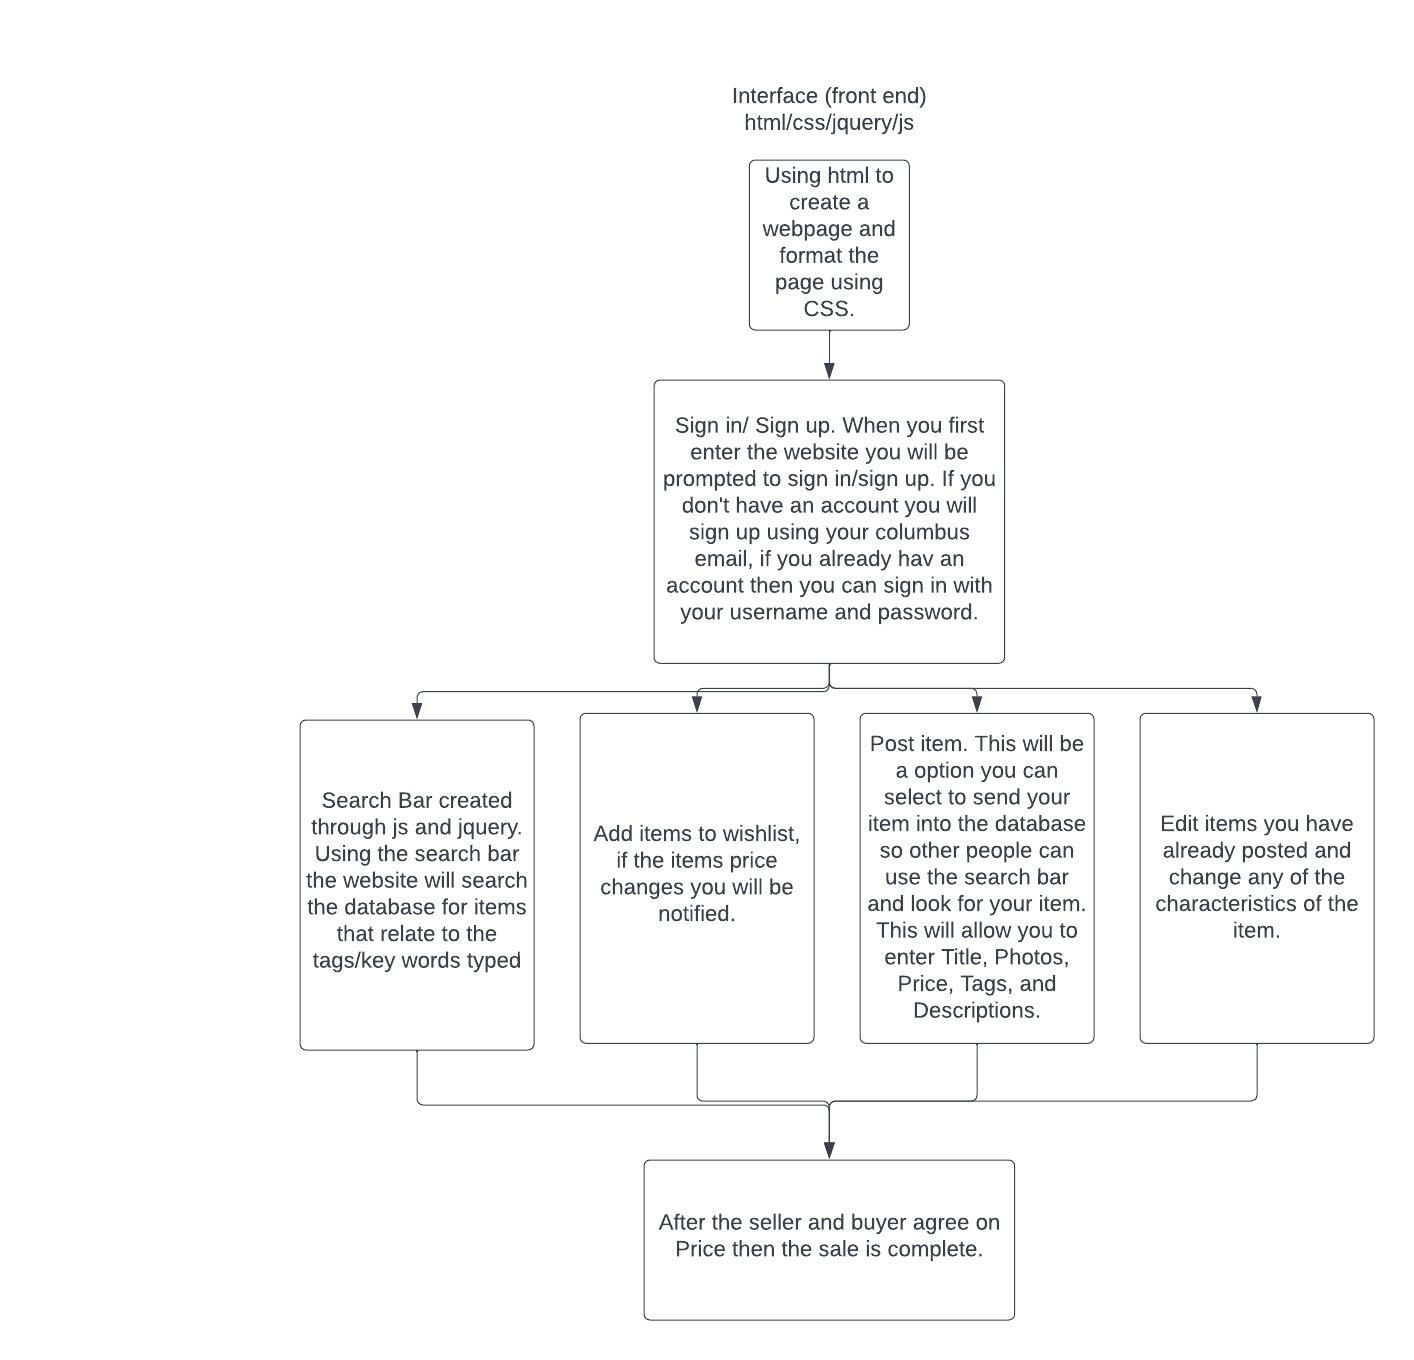 Interface (front end)
html/css/jquery/js
Using html to
create a
webpage and
format the
page using
CSS.
Sign in/ Sign up. When you first
enter the website you will be
prompted to sign in/sign up. If you
don't have an account you will
sign up using your columbus
email, if you already hav an
account then you can sign in with
your username and password.
Search Bar created
through js and jquery.
Using the search bar
the website will search
the database for items
that relate to the
tags/key words typed
Add items to wishlist,
if the items price
changes you will be
notified.
Post item. This will be
a option you can
select to send your
item into the database
so other people can
use the search bar
and look for your item.
This will allow you to
enter Title, Photos,
Price, Tags, and
Descriptions.
Edit items you have
already posted and
change any of the
characteristics of the
item.
After the seller and buyer agree on
Price then the sale is complete.